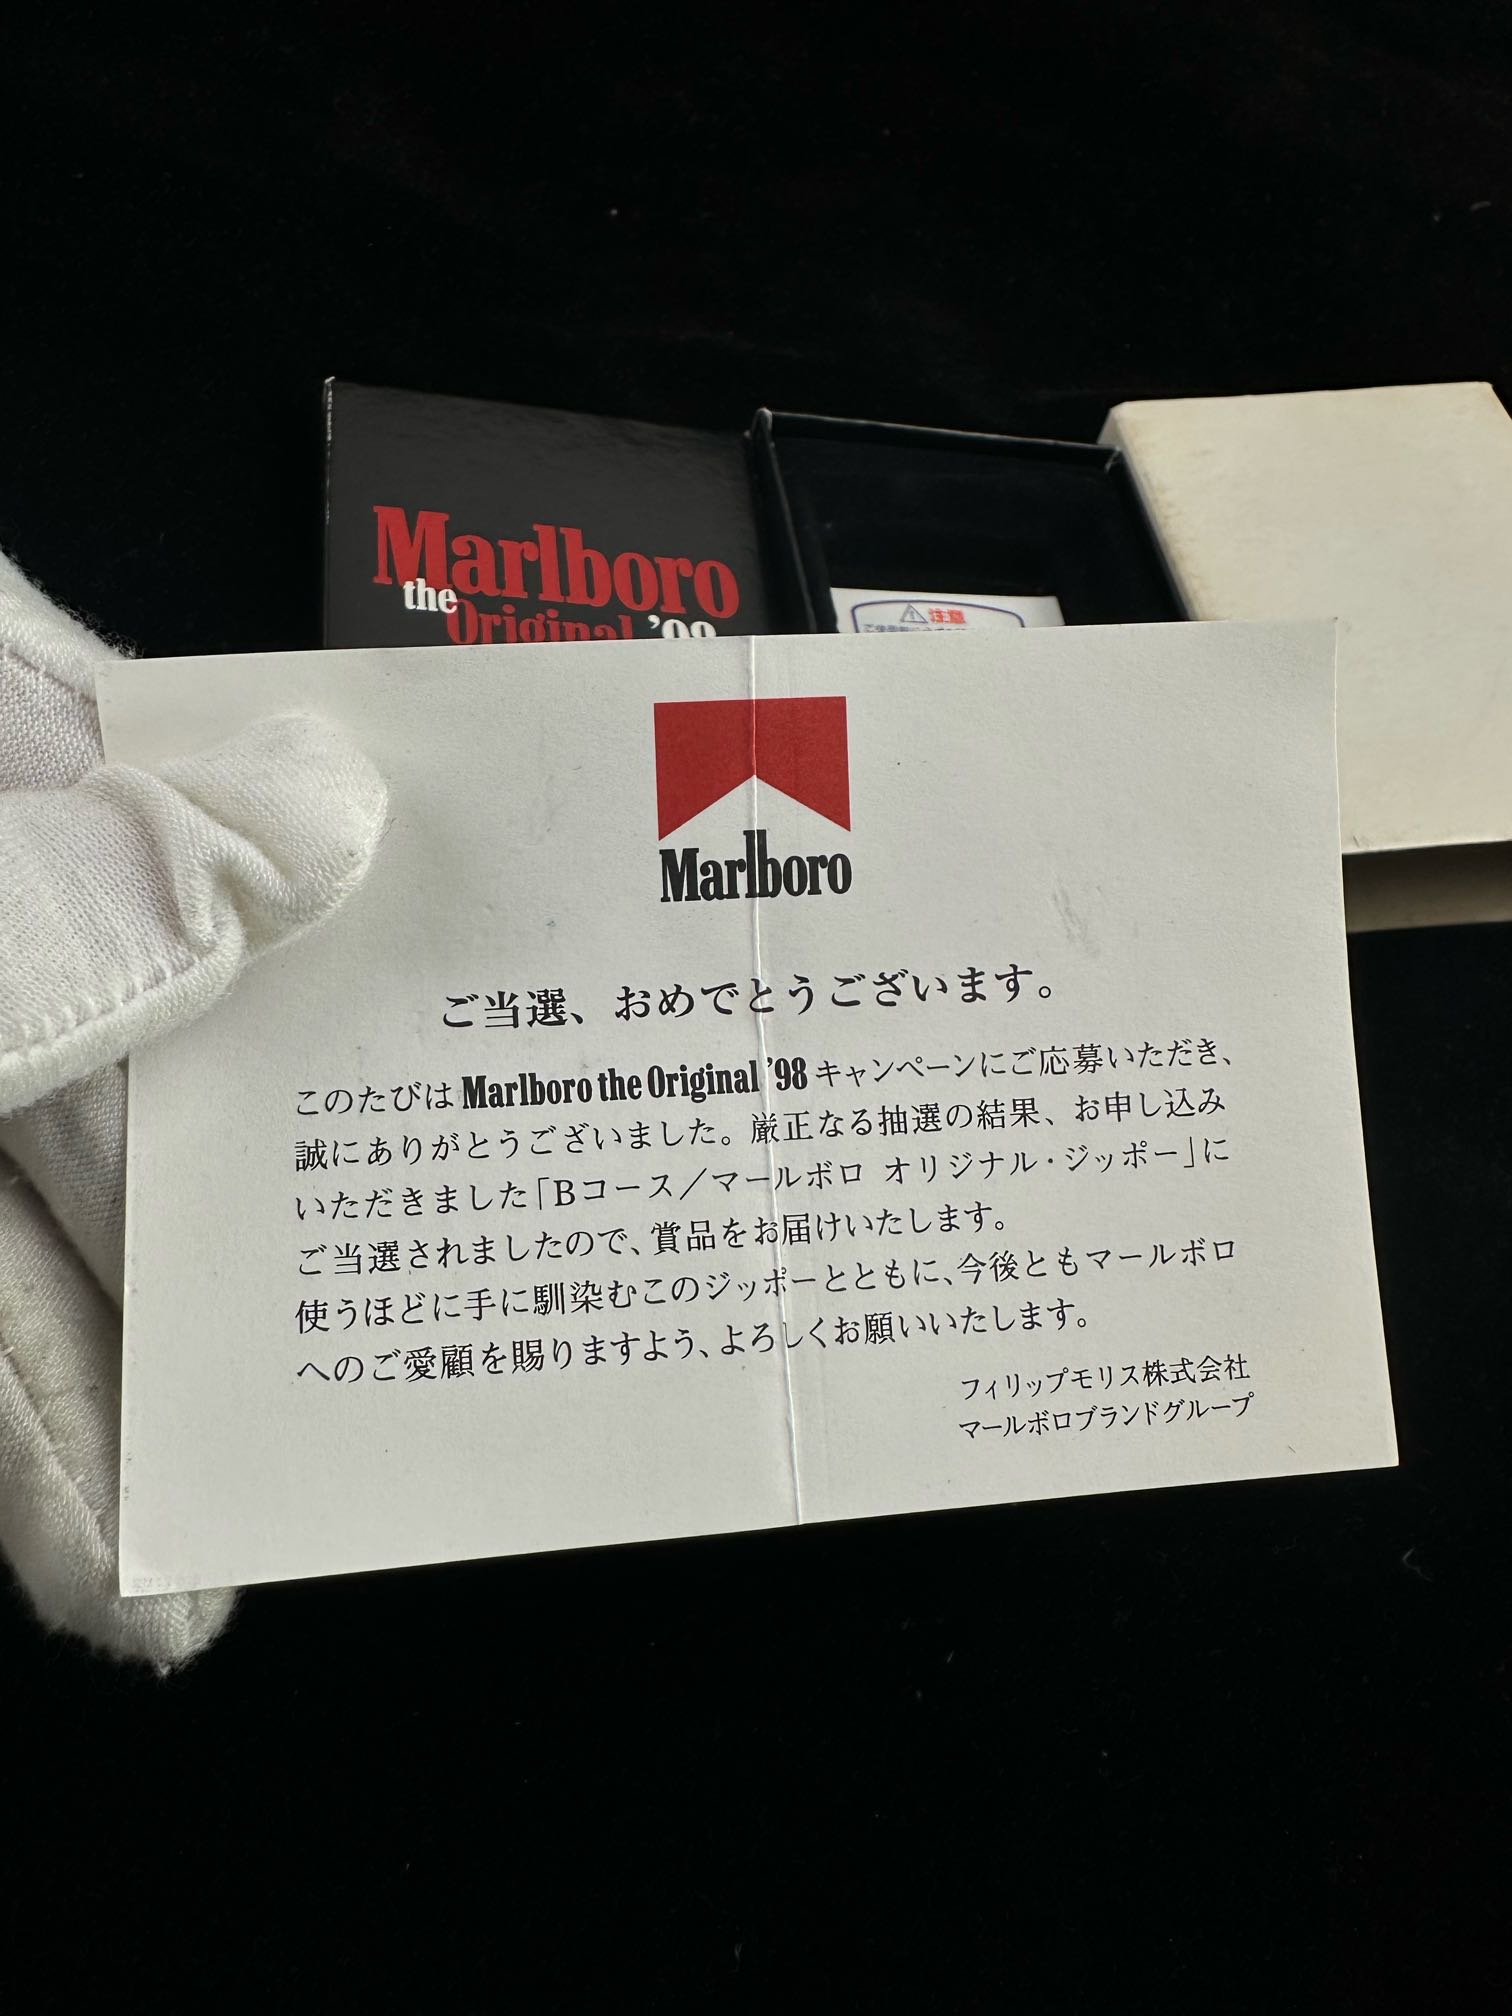 Marlboro
the
Original '98
注意
Marlboro
ご当選、おめでとうございます。
このたびは Marlboro the Original '98 キャンペーンにご応募いただき、
誠にありがとうございました。厳正なる抽選の結果、お申し込み
いただきました「Bコース／マールボロ オリジナル・ジッポー」に
ご当選されましたので、賞品をお届けいたします。
使うほどに手に馴染むこのジッポーとともに、今後ともマールボロ
へのご愛顧を賜りますよう、よろしくお願いいたします。
フィリップモリス株式会社
マールボロブランドグループ